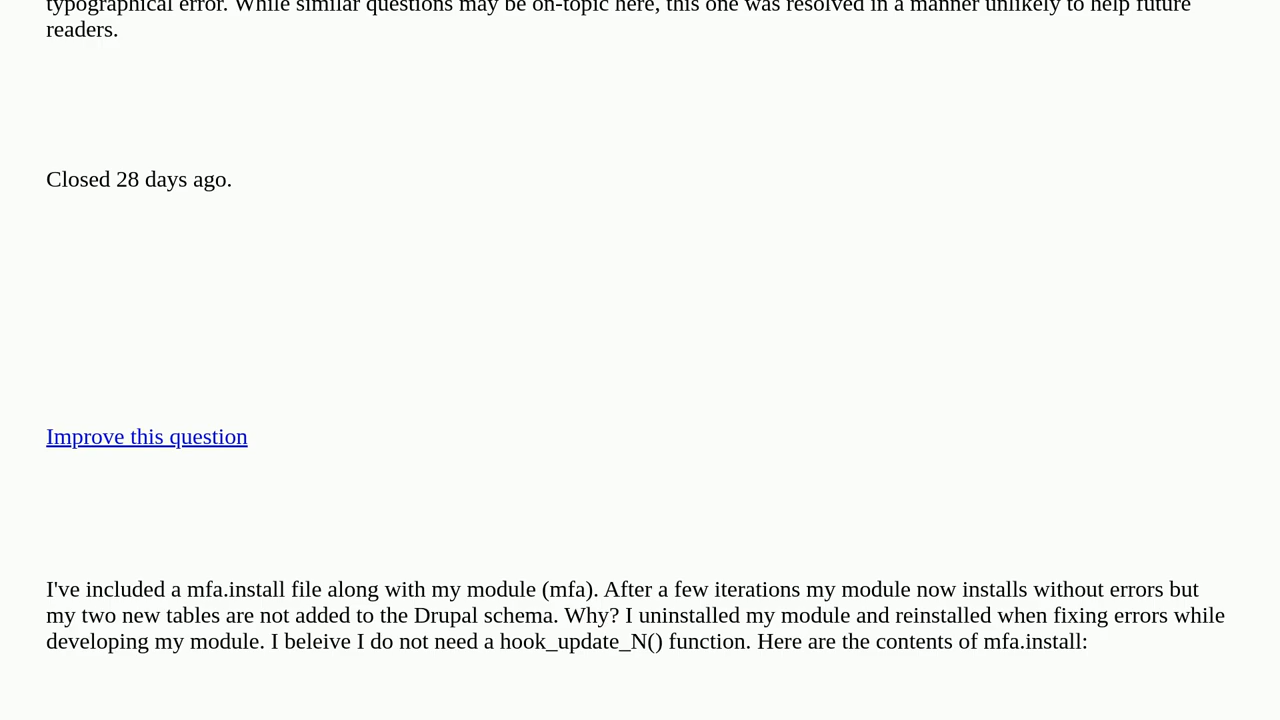 typographical error. While similar questions may be on-topic here, this one was resolved in a manner unlikely to help future
readers.
Closed 28 days ago.
Improve this question
I've included a mfa.install file along with my module (mfa). After a few iterations my module now installs without errors but
my two new tables are not added to the Drupal schema. Why? I uninstalled my module and reinstalled when fixing errors while
developing my module. I beleive I do not need a hook_update_N() function. Here are the contents of mfa.install: